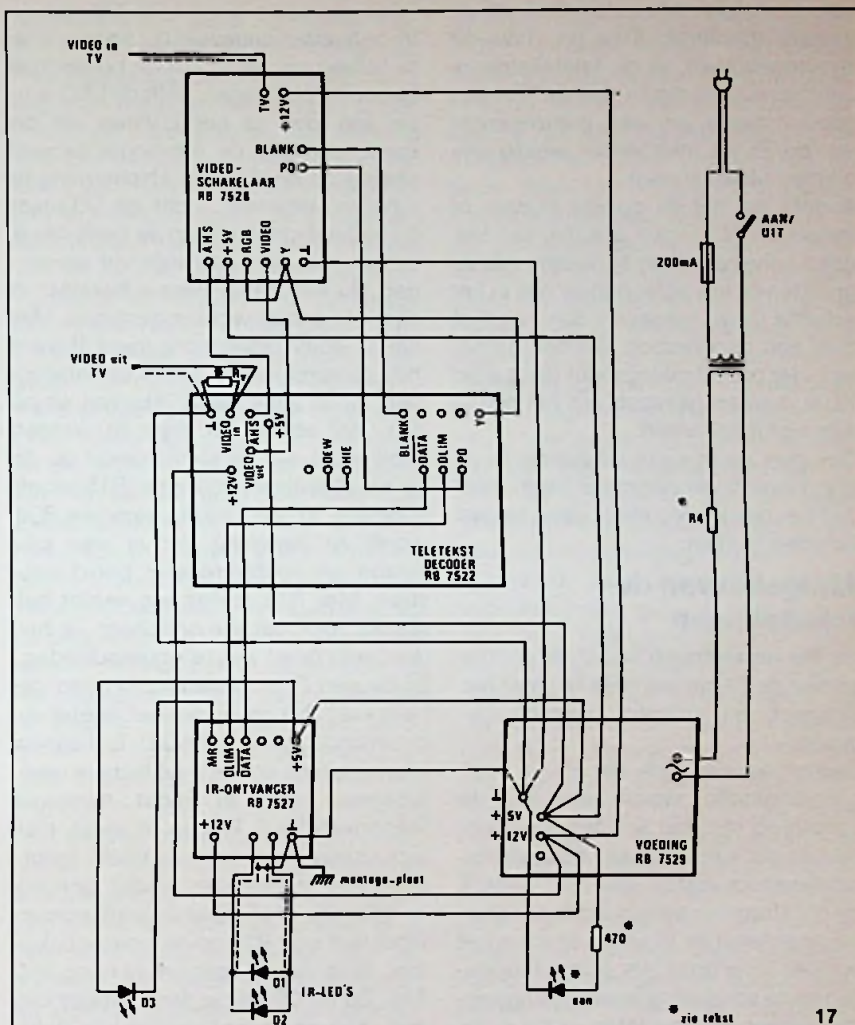 VIDEO in
TV
TV
+12V
BLANK
PO
VIDEO-
SCHAKELAAR
RB 7526
AHS
+5V
RGB
VIDEO
Y
⊥
AAN/
UIT
200mA
VIDEO uit
TV
⊥
VIDEO
in
AHS
+5V
+12V
VIDEO
uit
DEW
HIE
BLANK
DATA
DLIM
PO
Y
TELETEKST
DECODER
RB 7522
*
R4
MO
DLIM
DATA
+5V
IR-ONTVANGER
RB 7527
+12V
⊥
montage-plaat
⊥
+ 5V
+ 12V
VOEDING
RB 7529
470 *
*
aan
D3
D1
D2
IR-LED'S
* zie tekst
17